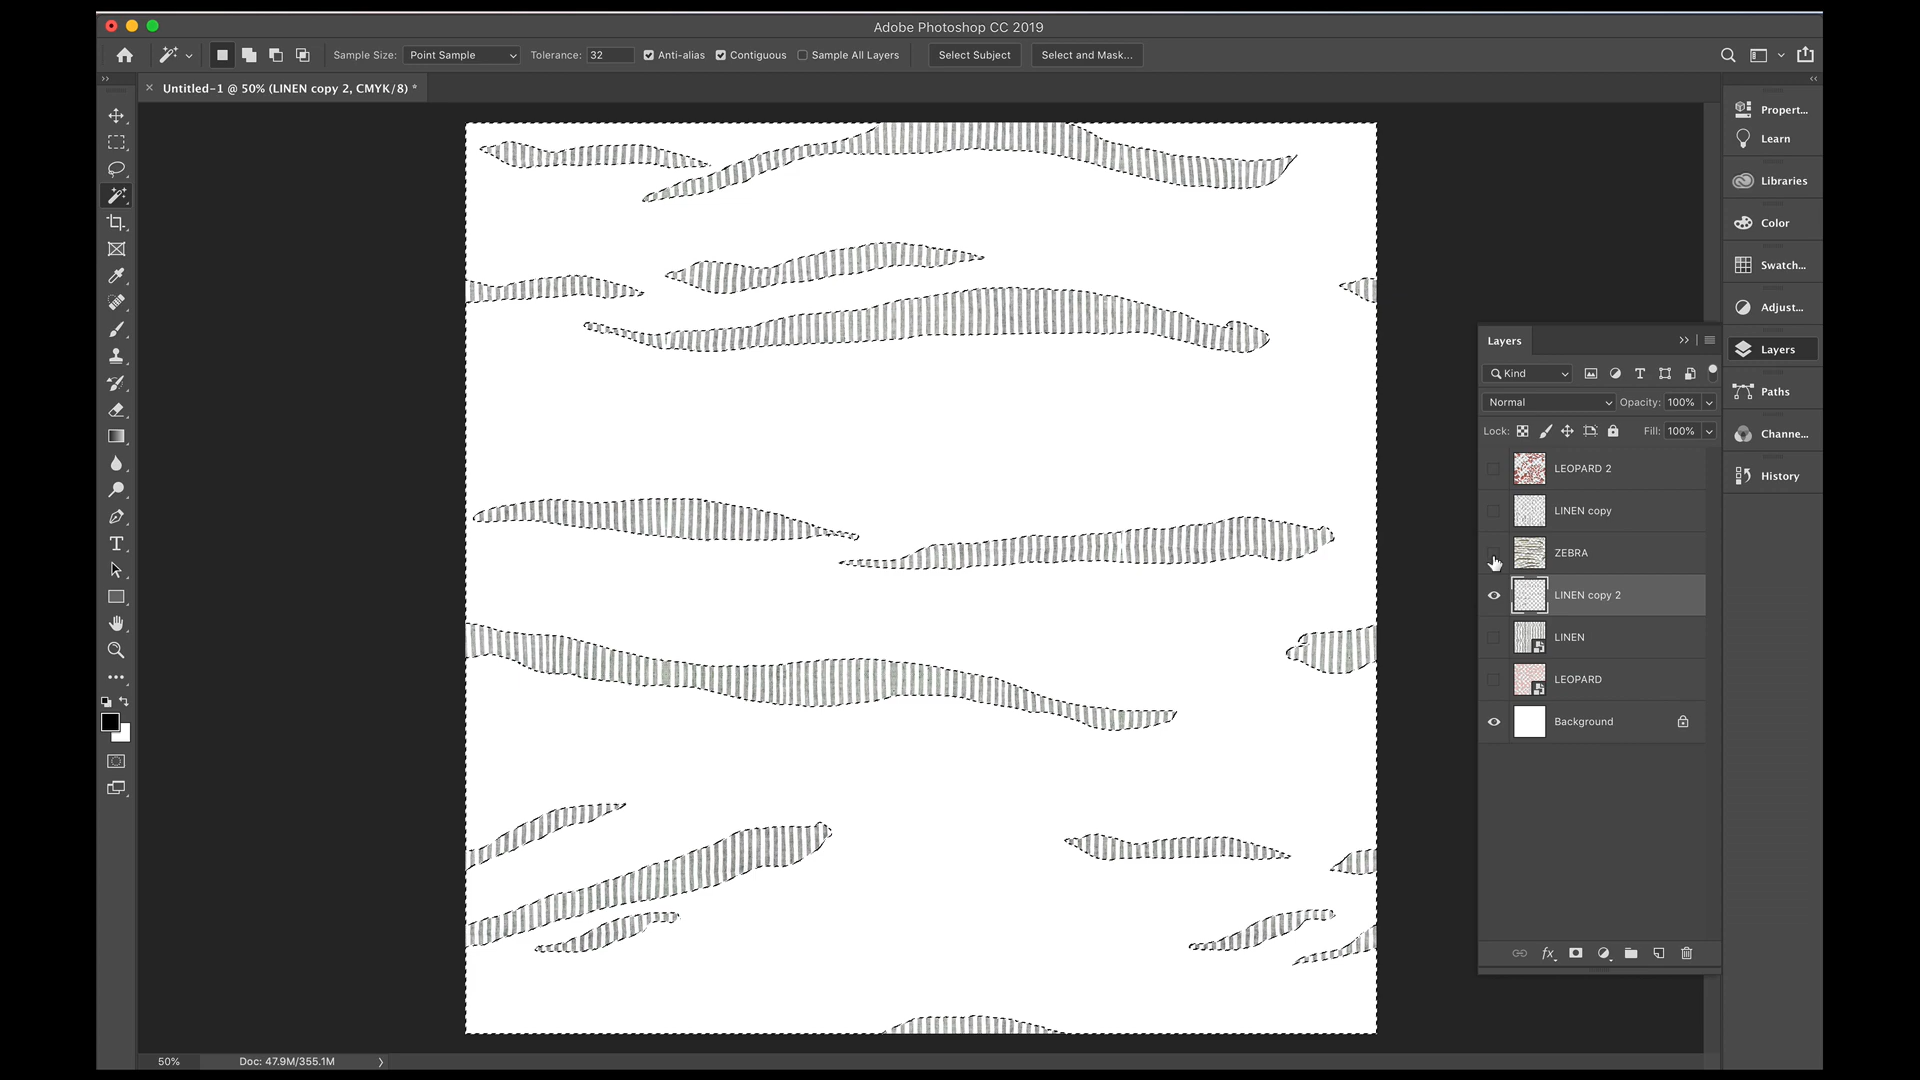 Adobe Photoshop CC 2019
Sample Size: Point Sample Tolerance: 32 Anti-alias Contiguous Sample All Layers Select Subject Select and Mask...
Untitled-1 @ 50% (LINEN copy 2, CMYK/8) *
Propert...
Learn
Libraries
Color
Swatch...
Adjust...
Layers
Paths
Channe...
History
Layers
Kind
Normal Opacity: 100%
Lock: Fill: 100%
LEOPARD 2
LINEN copy
ZEBRA
LINEN copy 2
LINEN
LEOPARD
Background
fx
50% Doc: 47.9M/355.1M